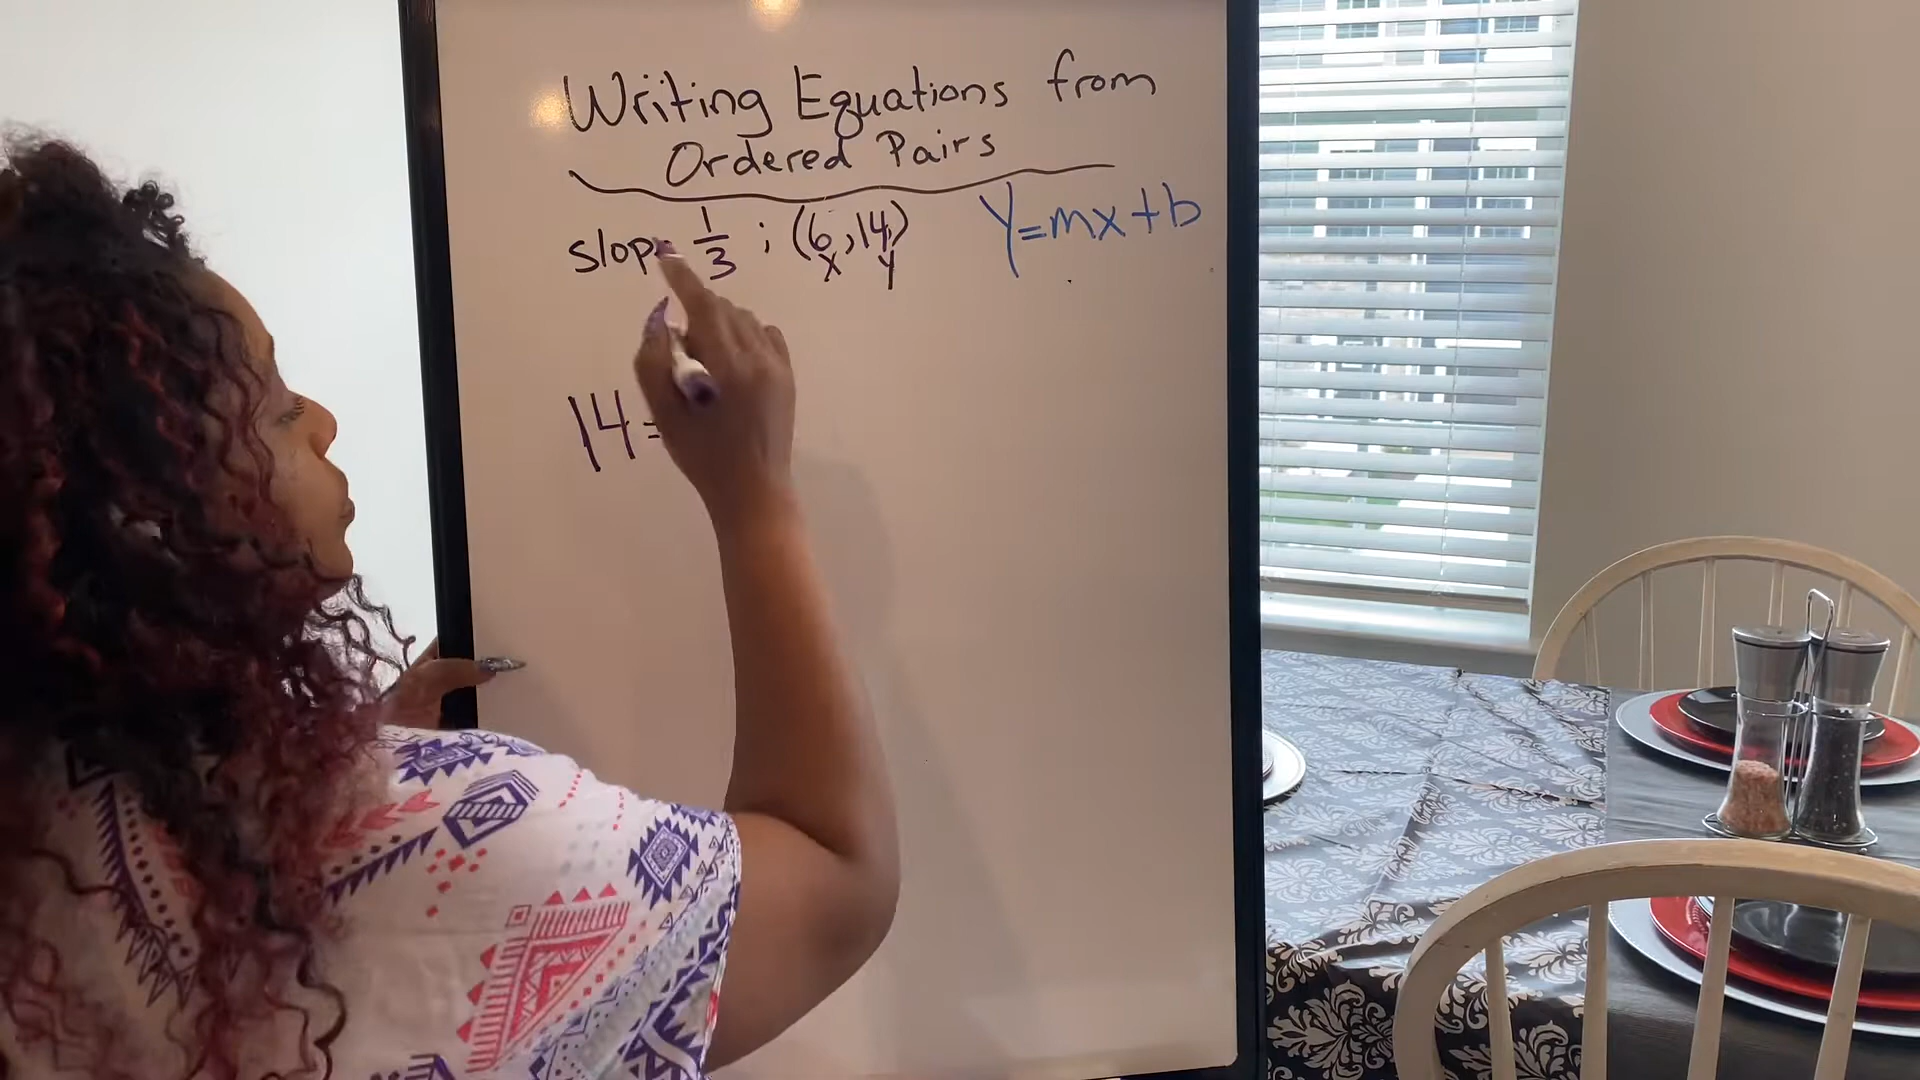 Writing Equations from
Ordered Pairs
slope 1/3 ; (6,14)
x y
y=mx+b
14=